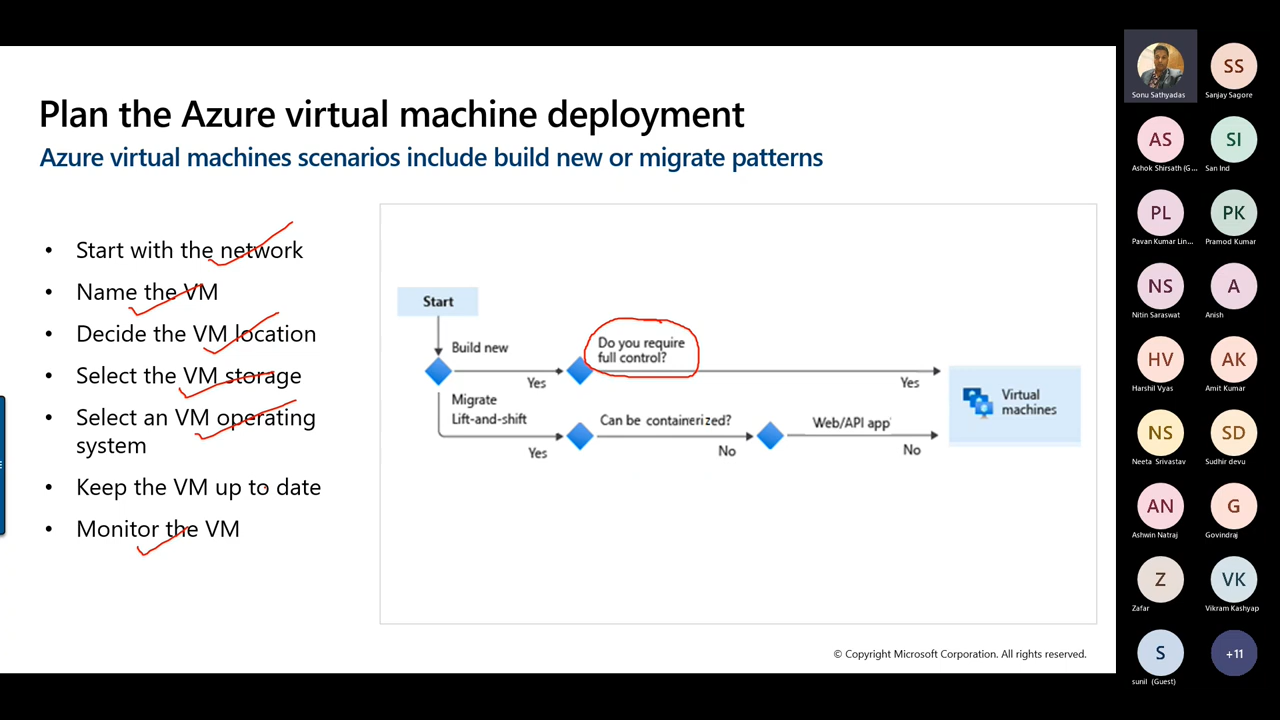 Plan the Azure virtual machine deployment
Azure virtual machines scenarios include build new or migrate patterns
• Start with the network
• Name the VM
• Decide the VM location
• Select the VM storage
• Select an VM operating
system
• Keep the VM up to date
• Monitor the VM
Start
Build new
Yes
Do you require
full control?
Yes
Migrate
Lift-and-shift
Yes
Can be containerized?
No
Web/API app
No
Virtual
machines
© Copyright Microsoft Corporation. All rights reserved.
Sonu Sathyadas
SS
Sanjay Sagore
AS
Ashok Shirsath (G...
SI
San Ind
PL
Pavan Kumar Lin...
PK
Pramod Kumar
NS
Nitin Saraswat
A
Anish
HV
Harshil Vyas
AK
Amit Kumar
NS
Neeta Srivastav
SD
Sudhir devu
AN
Ashwin Natraj
G
Govindraj
Z
Zafar
VK
Vikram Kashyap
S
sunil (Guest)
+11